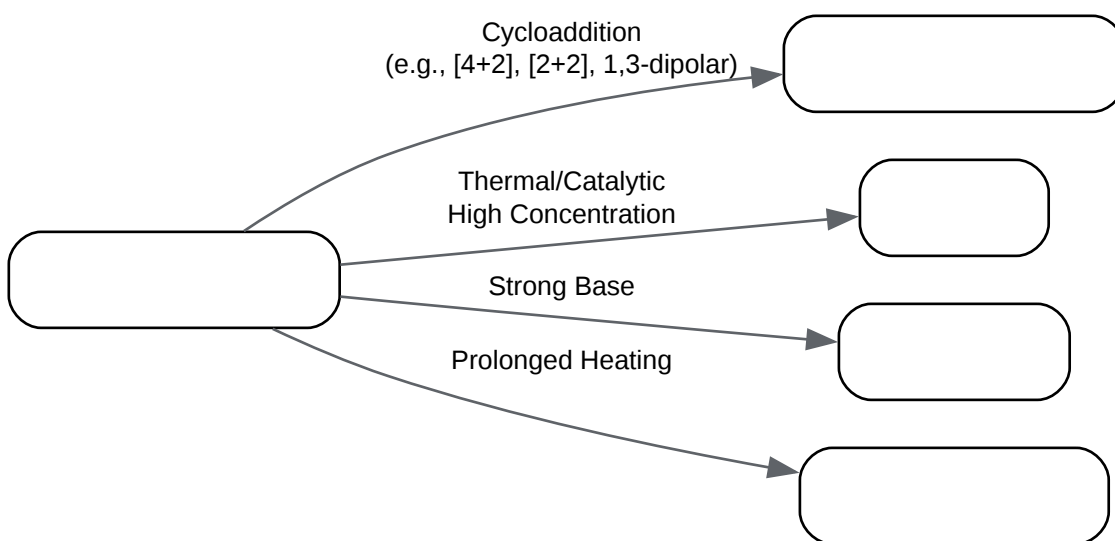 Cycloaddition
(e.g., [4+2], [2+2], 1,3-dipolar)
Thermal/Catalytic
High Concentration
Strong Base
Prolonged Heating